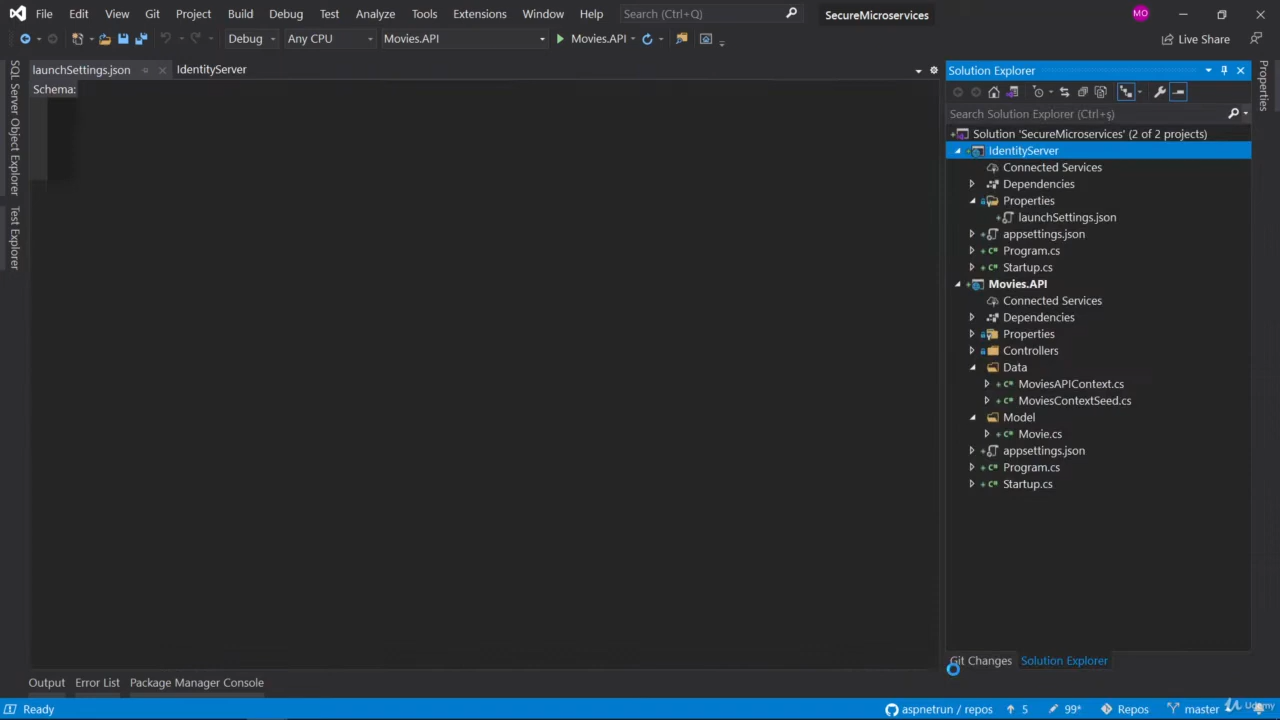 File Edit View Git Project Build Debug Test Analyze Tools Extensions Window Help Search (Ctrl+Q) SecureMicroservices MO
Debug Any CPU Movies.API Movies.API Live Share
launchSettings.json IdentityServer
Schema:
SQL Server Object Explorer
Test Explorer
Solution Explorer
Search Solution Explorer (Ctrl+ş)
Solution 'SecureMicroservices' (2 of 2 projects)
IdentityServer
Connected Services
Dependencies
Properties
launchSettings.json
appsettings.json
Program.cs
Startup.cs
Movies.API
Connected Services
Dependencies
Properties
Controllers
Data
MoviesAPIContext.cs
MoviesContextSeed.cs
Model
Movie.cs
appsettings.json
Program.cs
Startup.cs
Git Changes Solution Explorer
Properties
Output Error List Package Manager Console
Ready aspnetrun / repos 5 99* Repos master Udemy